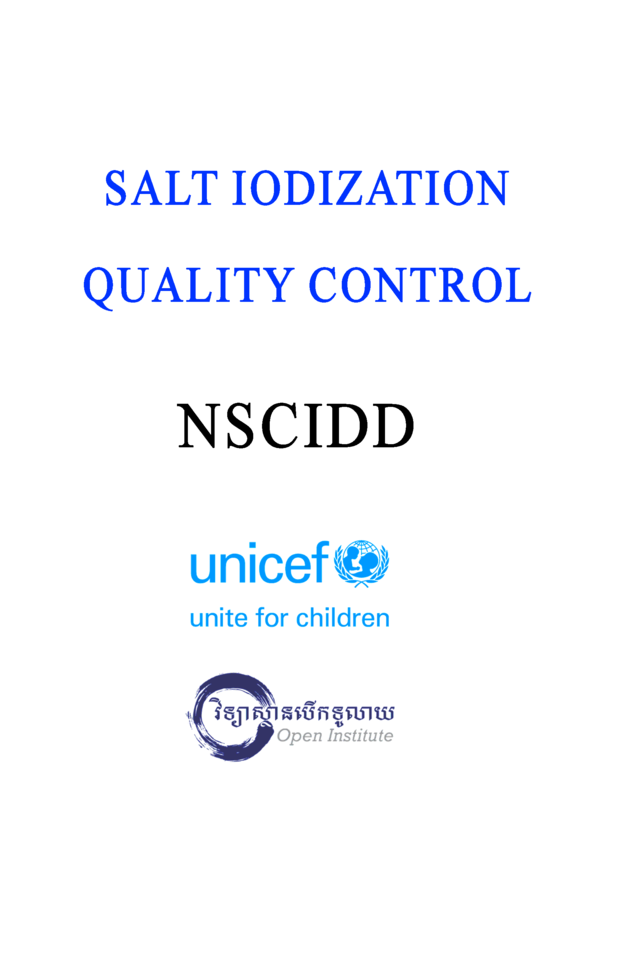 SALT IODIZATION
QUALITY CONTROL
NSCIDD
unicef
unite for children
វិទ្យាស្ថានបើកទូលាយ
Open Institute